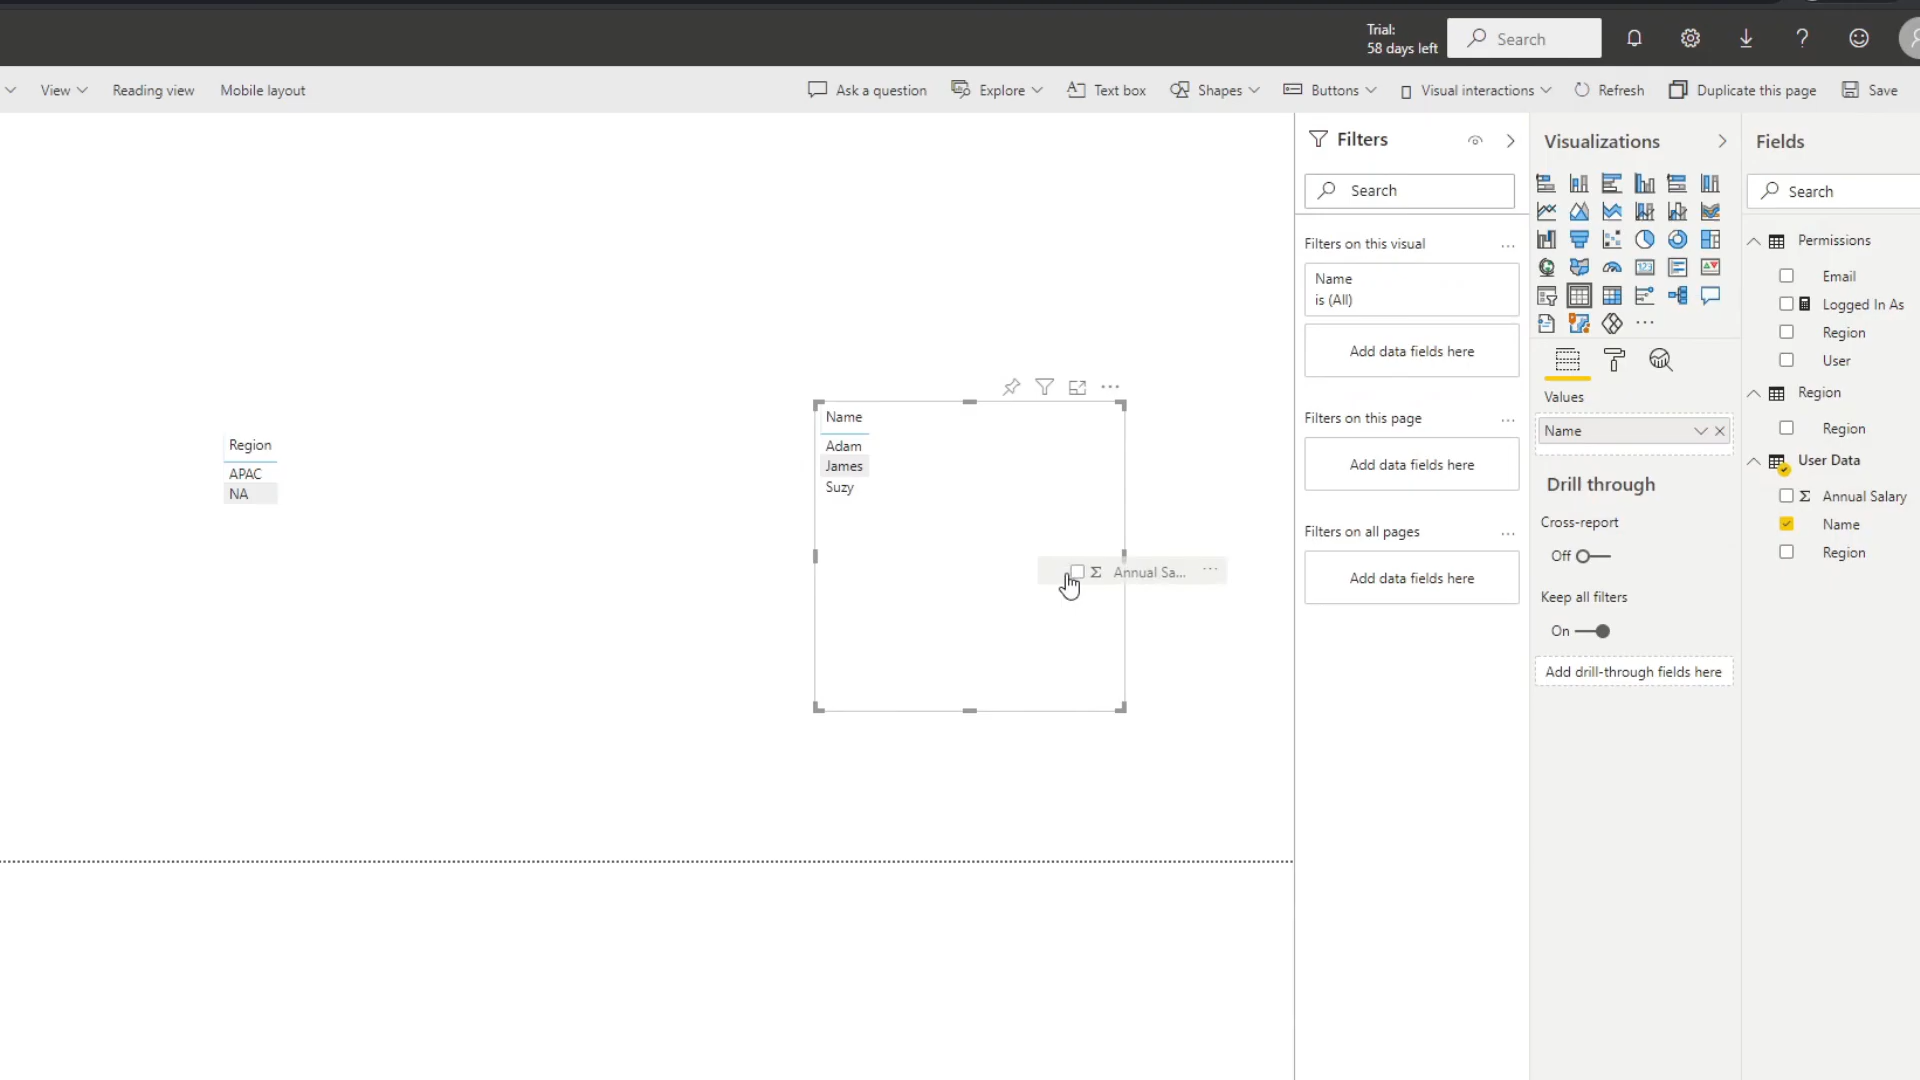 Trial:
58 days left
Search
View
Reading view
Mobile layout
Ask a question
Explore
Text box
Shapes
Buttons
Visual interactions
Refresh
Duplicate this page
Save
Region
APAC
NA
Name
Adam
James
Suzy
Annual Sa...
Filters
Search
Filters on this visual
Name
is (All)
Add data fields here
Filters on this page
Add data fields here
Filters on all pages
Add data fields here
Visualizations
Values
Name
Drill through
Cross-report
Off
Keep all filters
On
Add drill-through fields here
Fields
Search
Permissions
Email
Logged In As
Region
User
Region
Region
User Data
Annual Salary
Name
Region